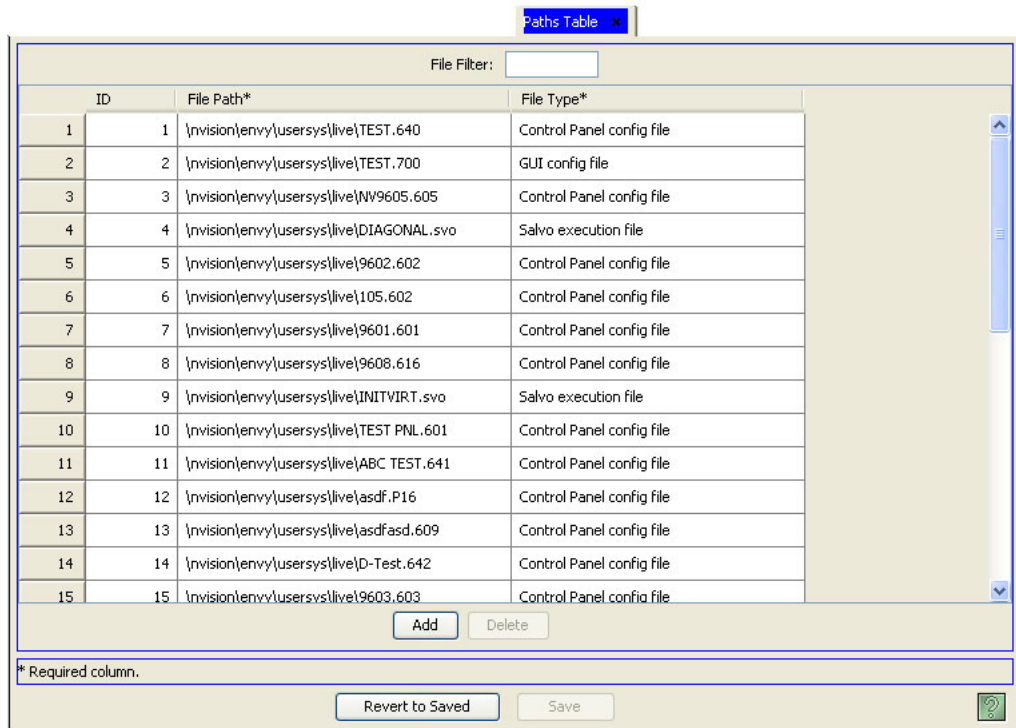 Paths Table ×
File Filter:
ID File Path* File Type*
1 1 \nvision\envy\usersys\live\TEST.640 Control Panel config file
2 2 \nvision\envy\usersys\live\TEST.700 GUI config file
3 3 \nvision\envy\usersys\live\NV9605.605 Control Panel config file
4 4 \nvision\envy\usersys\live\DIAGONAL.svo Salvo execution file
5 5 \nvision\envy\usersys\live\9602.602 Control Panel config file
6 6 \nvision\envy\usersys\live\105.602 Control Panel config file
7 7 \nvision\envy\usersys\live\9601.601 Control Panel config file
8 8 \nvision\envy\usersys\live\9608.616 Control Panel config file
9 9 \nvision\envy\usersys\live\INITVIRT.svo Salvo execution file
10 10 \nvision\envy\usersys\live\TEST PNL.601 Control Panel config file
11 11 \nvision\envy\usersys\live\ABC TEST.641 Control Panel config file
12 12 \nvision\envy\usersys\live\asdf.P16 Control Panel config file
13 13 \nvision\envy\usersys\live\asdfasd.609 Control Panel config file
14 14 \nvision\envy\usersys\live\D-Test.642 Control Panel config file
15 15 \nvision\envy\usersys\live\9603.603 Control Panel config file
Add Delete
* Required column.
Revert to Saved Save ?